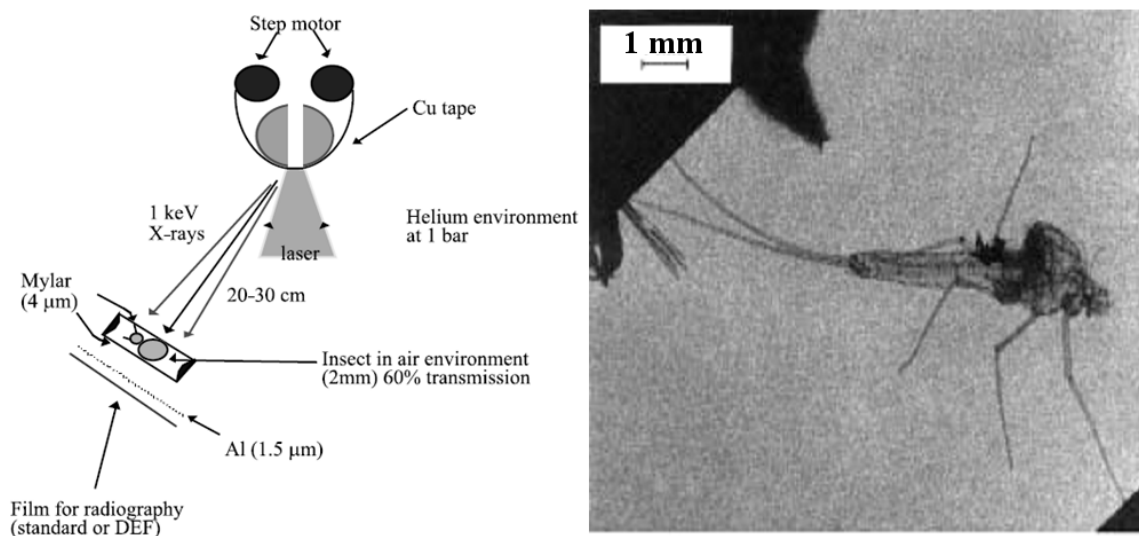 Step motor
Cu tape
1 keV
X-rays
Helium environment
at 1 bar
laser
Mylar
(4 μm)
20-30 cm
Insect in air environment
(2mm) 60% transmission
Al (1.5 μm)
Film for radiography
(standard or DEF)
1 mm